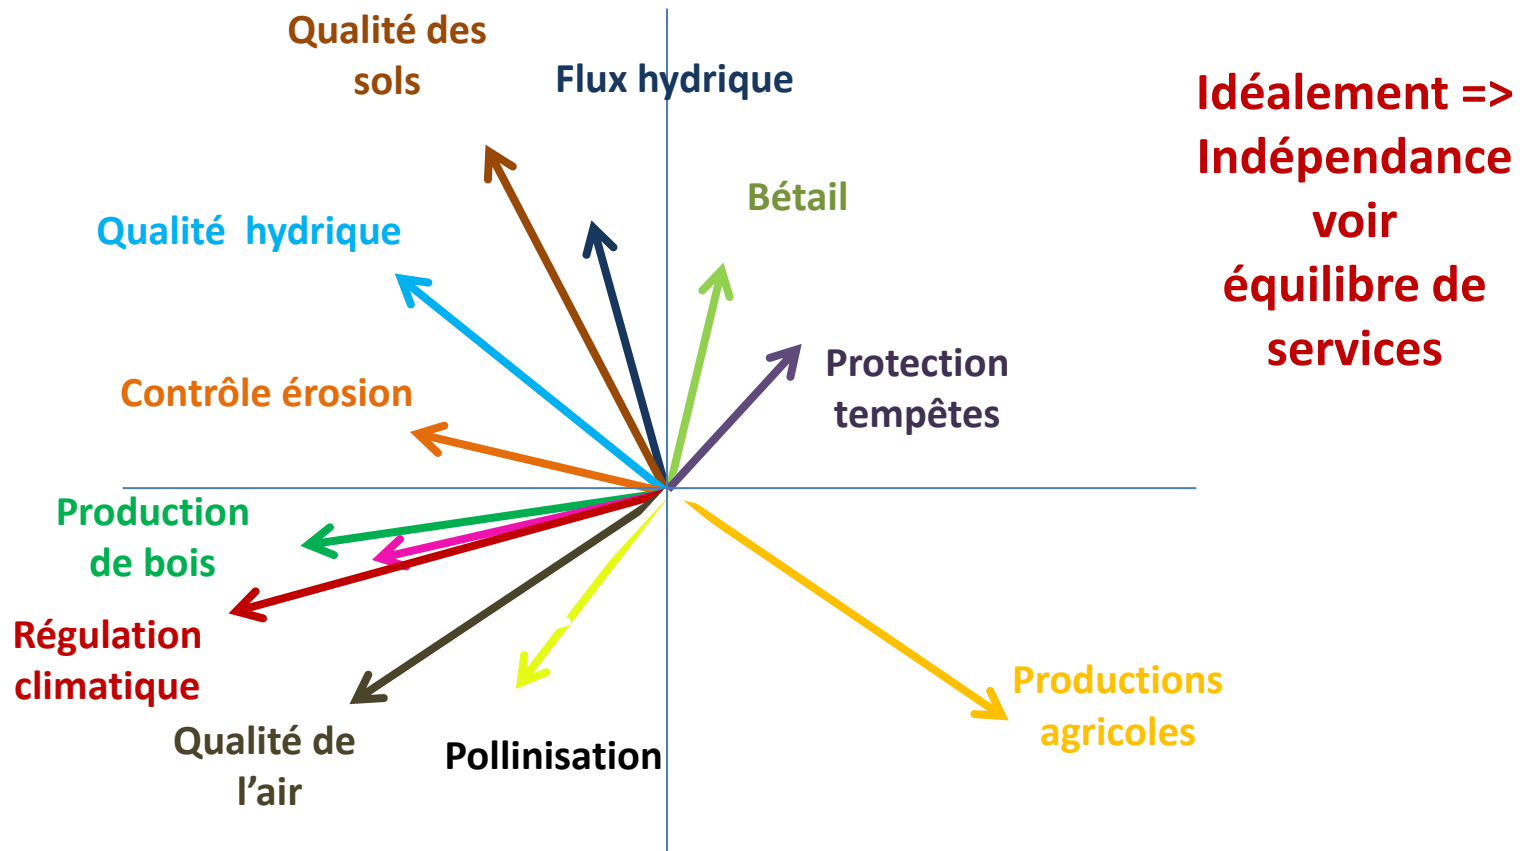 Qualité des
sols
Flux hydrique
Idéalement =>
Indépendance
voir
équilibre de
services
Bétail
Qualité  hydrique
Protection
tempêtes
Contrôle érosion
Production
de bois
Régulation
climatique
Qualité de
l’air
Pollinisation
Productions
agricoles